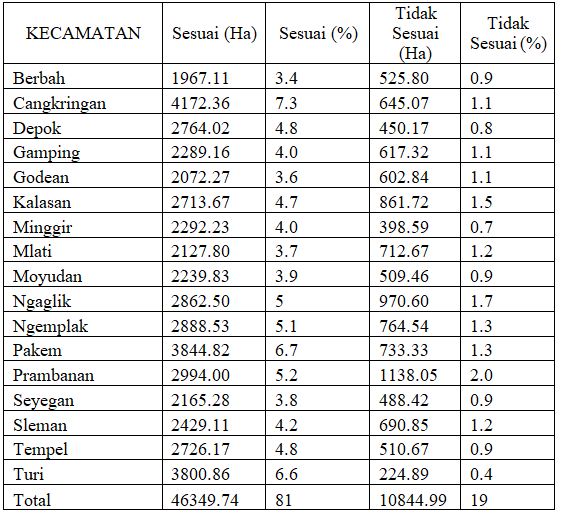 KECAMATAN Sesuai (Ha) Sesuai (%) Tidak Sesuai (Ha) Tidak Sesuai (%)
Berbah 1967.11 3.4 525.80 0.9
Cangkringan 4172.36 7.3 645.07 1.1
Depok 2764.02 4.8 450.17 0.8
Gamping 2289.16 4.0 617.32 1.1
Godean 2072.27 3.6 602.84 1.1
Kalasan 2713.67 4.7 861.72 1.5
Minggir 2292.23 4.0 398.59 0.7
Mlati 2127.80 3.7 712.67 1.2
Moyudan 2239.83 3.9 509.46 0.9
Ngaglik 2862.50 5 970.60 1.7
Ngemplak 2888.53 5.1 764.54 1.3
Pakem 3844.82 6.7 733.33 1.3
Prambanan 2994.00 5.2 1138.05 2.0
Seyegan 2165.28 3.8 488.42 0.9
Sleman 2429.11 4.2 690.85 1.2
Tempel 2726.17 4.8 510.67 0.9
Turi 3800.86 6.6 224.89 0.4
Total 46349.74 81 10844.99 19